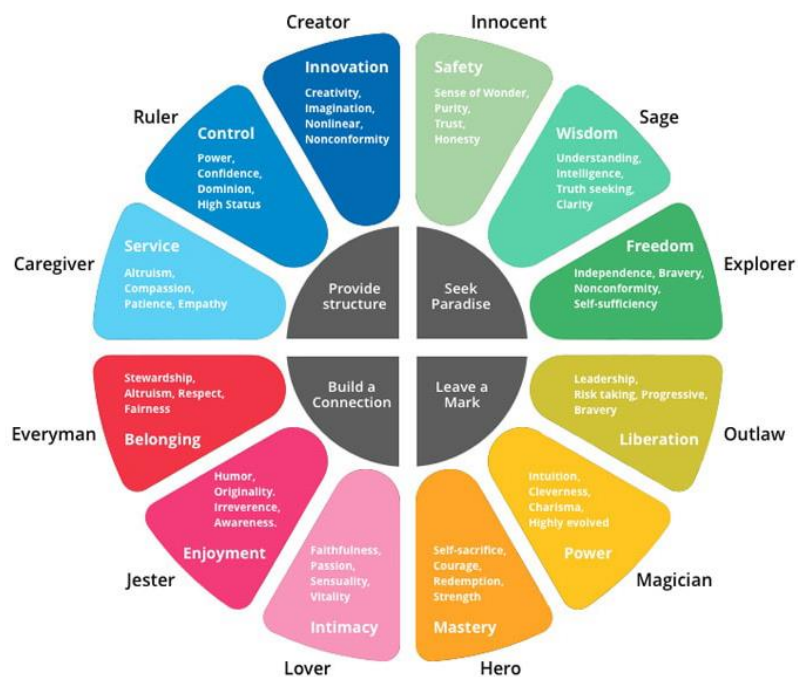 Creator
Innocent
Innovation
Creativity,
Imagination,
Nonlinear,
Nonconformity
Safety
Sense of Wonder,
Purity,
Trust,
Honesty
Ruler
Control
Power,
Confidence,
Dominion,
High Status
Wisdom
Understanding,
Intelligence,
Truth seeking,
Clarity
Sage
Caregiver
Service
Altruism,
Compassion,
Patience, Empathy
Provide
structure
Seek
Paradise
Freedom
Independence, Bravery,
Nonconformity,
Self-sufficiency
Explorer
Everyman
Stewardship,
Altruism, Respect,
Fairness
Belonging
Build a
Connection
Leave a
Mark
Leadership,
Risk taking, Progressive,
Bravery
Liberation
Outlaw
Jester
Humor,
Originality.
Irreverence,
Awareness.
Enjoyment
Intuition,
Cleverness,
Charisma,
Highly evolved
Power
Magician
Faithfulness,
Passion,
Sensuality,
Vitality
Intimacy
Lover
Self-sacrifice,
Courage,
Redemption,
Strength
Mastery
Hero